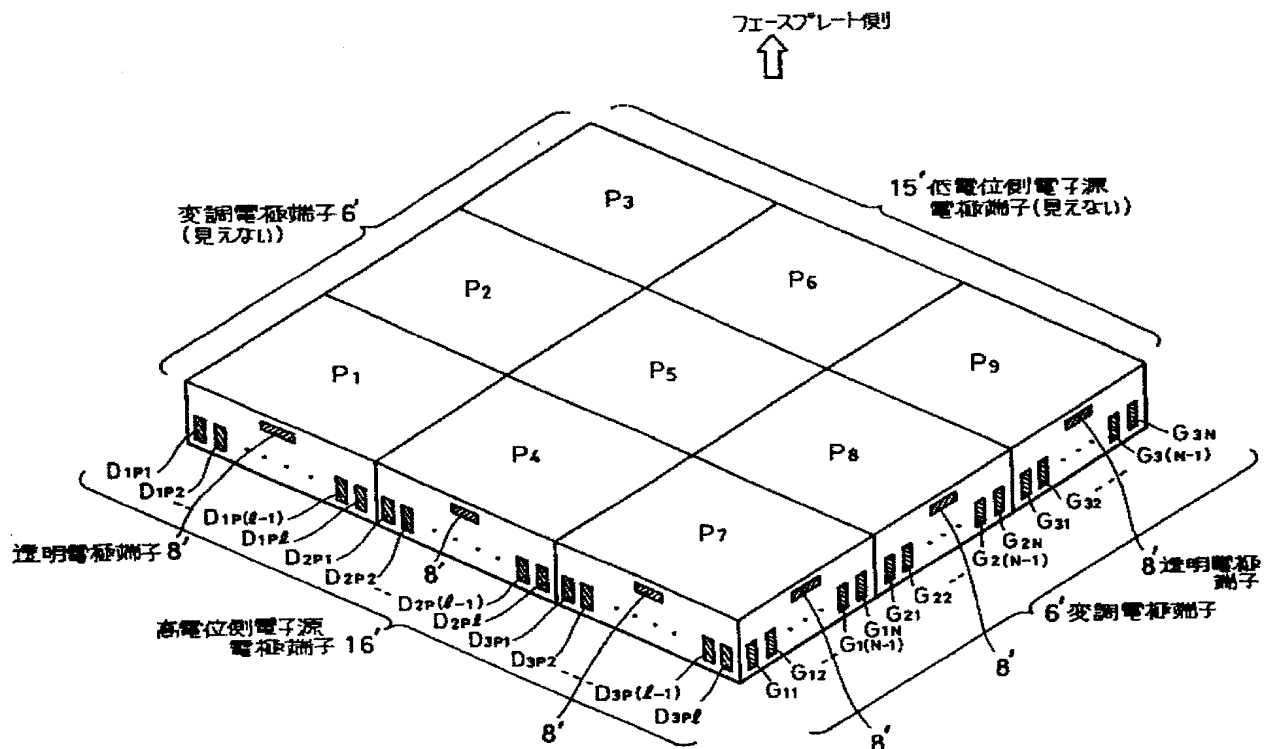 フェースプレート側
変調電極端子 6'
(見えない)
15' 低電位側電子源
電極端子(見えない)
P3
P2
P6
P1
P5
P9
P4
P8
P7
D1P1
D1P2
D1P(ℓ-1)
D1Pℓ
D2P1
D2P2
D2P(ℓ-1)
D2Pℓ
D3P1
D3P2
D3P(ℓ-1)
D3Pℓ
G3N
G3(N-1)
G32
G31
G2N
G2(N-1)
G22
G21
G1N
G1(N-1)
G12
G11
透明電極端子 8'
8'
8'
高電位側電子源
電極端子 16'
8' 透明電極
端子
6' 変調電極端子
8'
8'